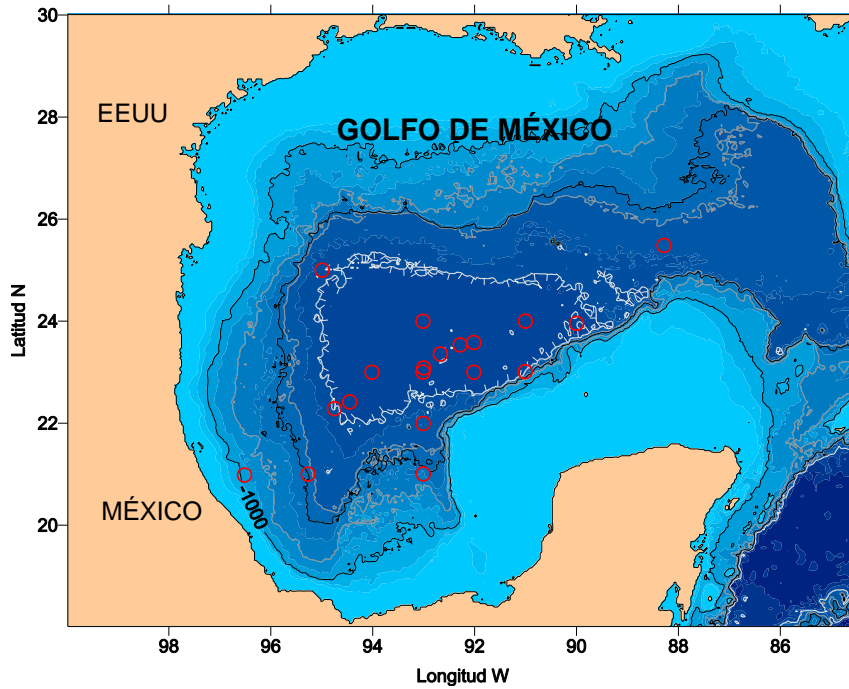 30
EEUU
28
GOLFO DE MÉXICO
26
24
22
20
Latitud N
MÉXICO
-1000
98 96 94 92 90 88 86
Longitud W